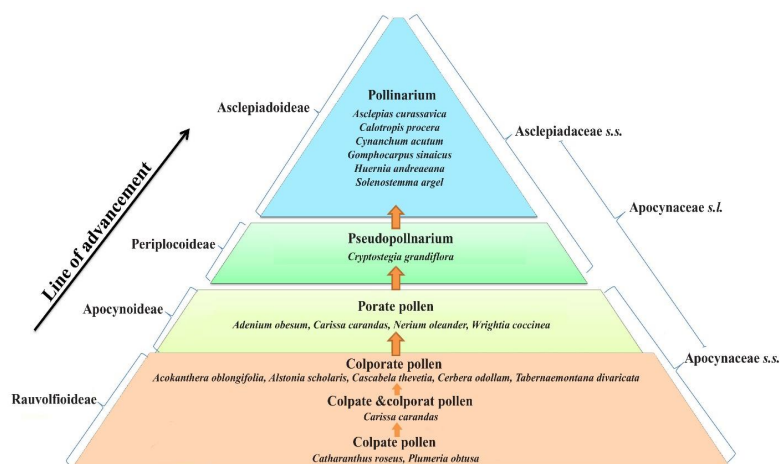 Pollinarium
Asclepias curassavica
Calotropis procera
Cynanchum acutum
Gomphocarpus sinaicus
Huernia andreaeana
Solenostemma argel
Asclepiadoideae
Asclepiadaceae s.s.
Line of advancement
Apocynaceae s.l.
Periplocoideae
Pseudopollnarium
Cryptostegia grandiflora
Apocynoideae
Porate pollen
Adenium obesum, Carissa carandas, Nerium oleander, Wrightia coccinea
Apocynaceae s.s.
Colporate pollen
Acokanthera oblongifolia, Alstonia scholaris, Cascabela thevetia, Cerbera odollam, Tabernaemontana divaricata
Rauvolfioideae
Colpate &colporat pollen
Carissa carandas
Colpate pollen
Catharanthus roseus, Plumeria obtusa